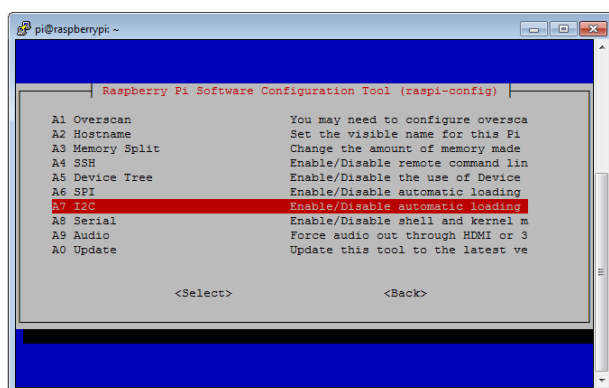 pi@raspberrypi: ~
Raspberry Pi Software Configuration Tool (raspi-config)
A1 Overscan You may need to configure oversca
A2 Hostname Set the visible name for this Pi
A3 Memory Split Change the amount of memory made
A4 SSH Enable/Disable remote command lin
A5 Device Tree Enable/Disable the use of Device
A6 SPI Enable/Disable automatic loading
A7 I2C Enable/Disable automatic loading
A8 Serial Enable/Disable shell and kernel m
A9 Audio Force audio out through HDMI or 3
A0 Update Update this tool to the latest ve
<Select> <Back>